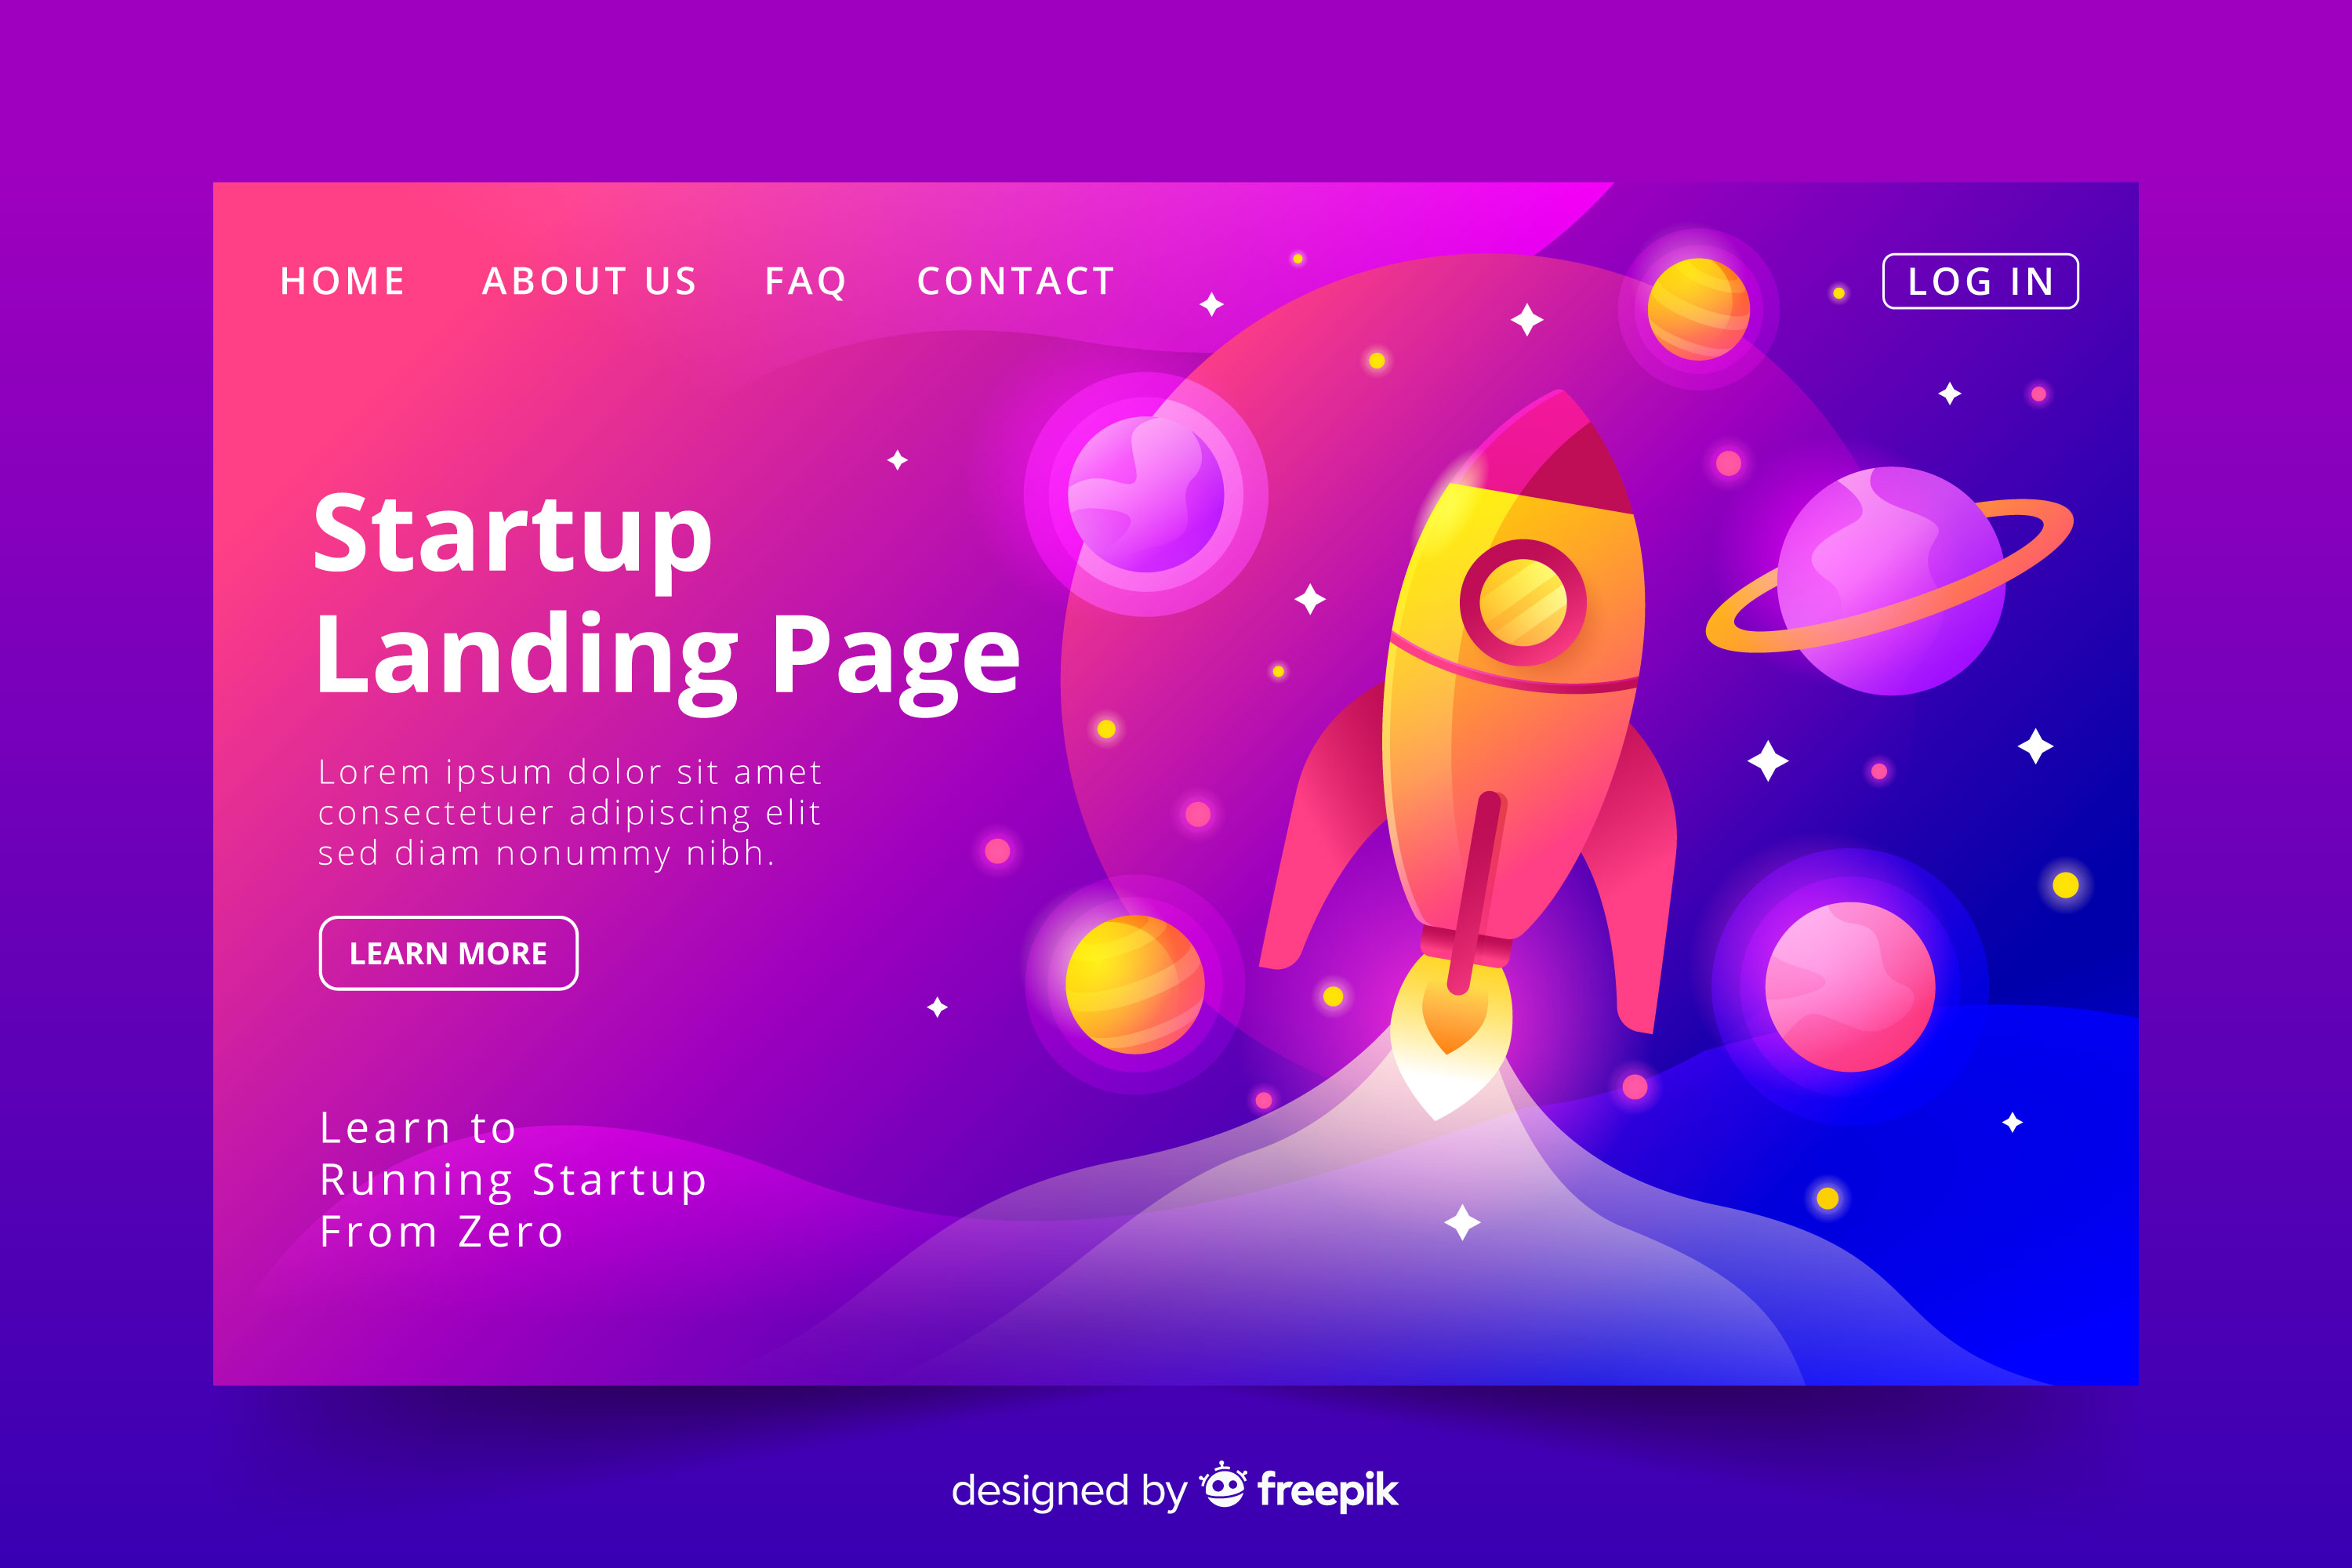 HOME ABOUT US FAQ CONTACT LOG IN
Startup
Landing Page
Lorem ipsum dolor sit amet
consectetuer adipiscing elit
sed diam nonummy nibh.
LEARN MORE
Learn to
Running Startup
From Zero
designed by freepik